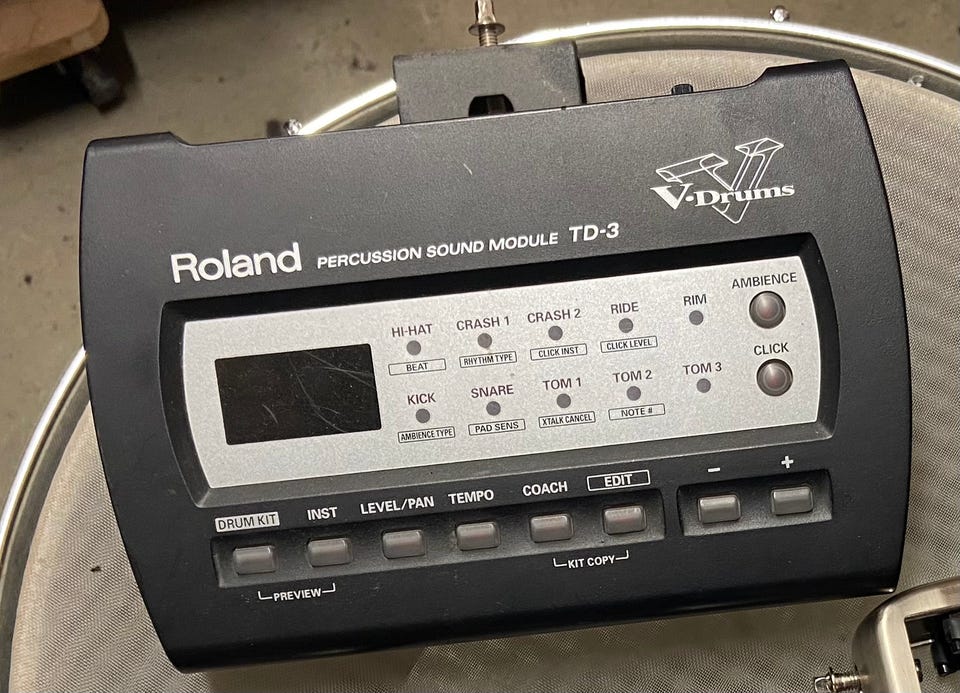 V-Drums
Roland PERCUSSION SOUND MODULE TD-3
AMBIENCE
HI-HAT CRASH 1 CRASH 2 RIDE RIM
BEAT RHYTHM TYPE CLICK INST CLICK LEVEL
CLICK
KICK SNARE TOM 1 TOM 2 TOM 3
AMBIENCE TYPE PAD SENS XTALK CANCEL NOTE #
DRUM KIT INST LEVEL/PAN TEMPO COACH EDIT - +
PREVIEW KIT COPY